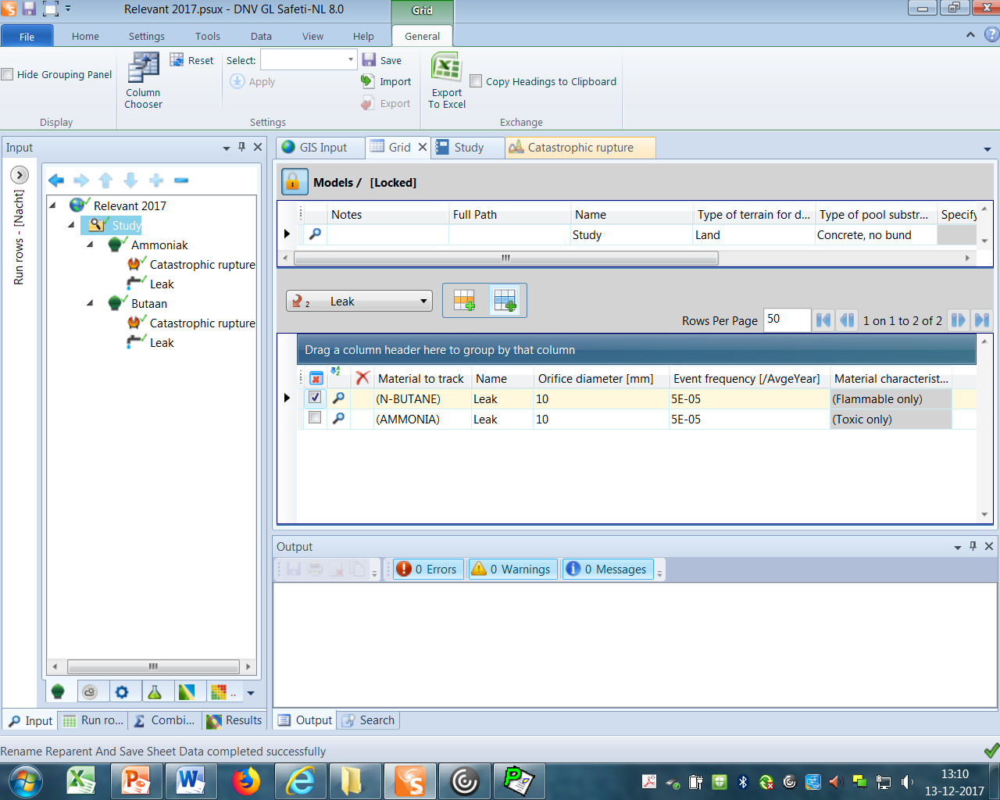 Relevant 2017.psux - DNV GL Safeti-NL 8.0
Grid
File Home Settings Tools Data View Help General
Hide Grouping Panel
Display
Column Chooser
Reset
Select:
Apply
Save
Import
Export
Settings
Export To Excel
Copy Headings to Clipboard
Exchange
Input
Run rows - [Nacht]
Relevant 2017
Study
Ammoniak
Catastrophic rupture
Leak
Butaan
Catastrophic rupture
Leak
..
Input Run ro... Combi... Results
GIS Input Grid Study Catastrophic rupture
Models / [Locked]
Notes Full Path Name Type of terrain for d... Type of pool substr... Specify
Study Land Concrete, no bund
2 Leak
Rows Per Page 50 1 on 1 to 2 of 2
Drag a column header here to group by that column
Material to track Name Orifice diameter [mm] Event frequency [/AvgeYear] Material characterist...
(N-BUTANE) Leak 10 5E-05 (Flammable only)
(AMMONIA) Leak 10 5E-05 (Toxic only)
Output
0 Errors 0 Warnings 0 Messages
Output Search
Rename Reparent And Save Sheet Data completed successfully
13:10
13-12-2017